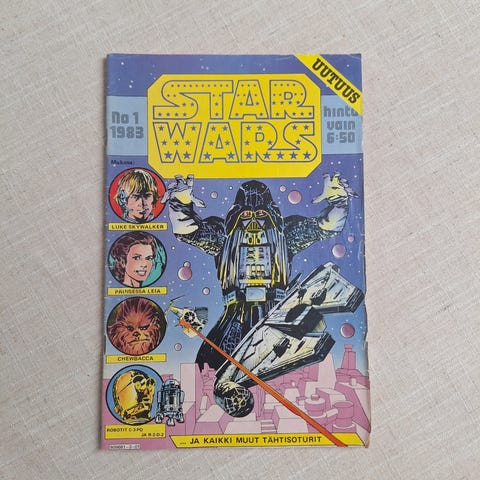 UUTUUS
STAR
WARS
No 1
1983
hinta
vain
6:50
Mukana:
LUKE SKYWALKER
PRINSESSA LEIA
CHEWBACCA
ROBOTIT C-3PO
JA R-2-D-2
... JA KAIKKI MUUT TÄHTISOTURIT